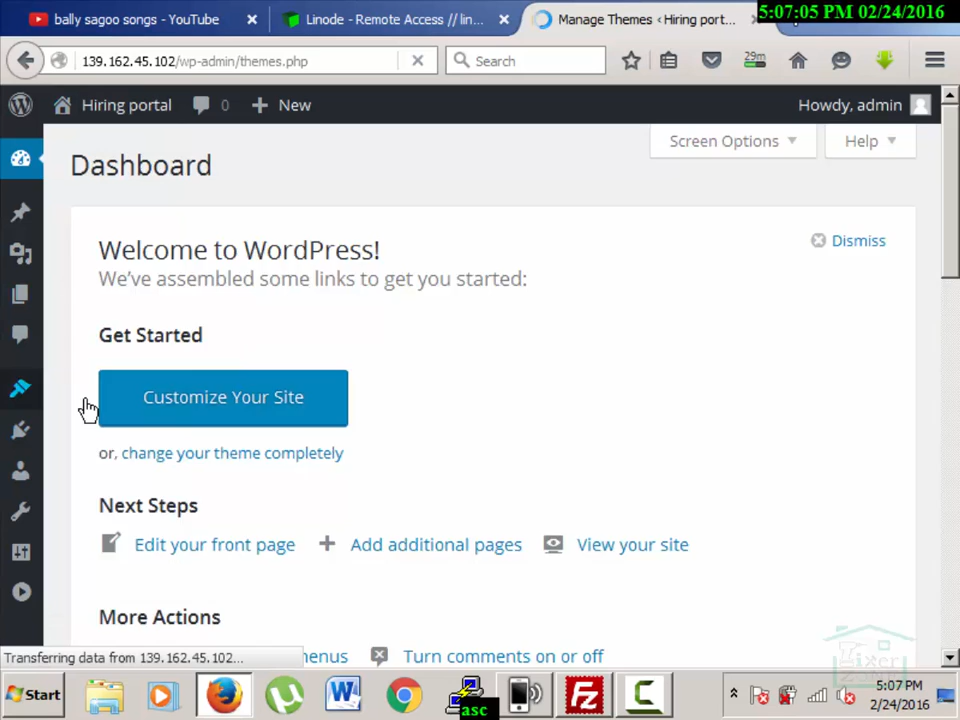 bally sagoo songs - YouTube
Linode - Remote Access // lin...
Manage Themes ‹ Hiring port...
5:07:05 PM 02/24/2016
139.162.45.102/wp-admin/themes.php
Search
29m
Hiring portal
0
New
Howdy, admin
Screen Options
Help
Dashboard
Welcome to WordPress!
Dismiss
We've assembled some links to get you started:
Get Started
Customize Your Site
or, change your theme completely
Next Steps
Edit your front page
Add additional pages
View your site
More Actions
Transferring data from 139.162.45.102...
nenus
Turn comments on or off
Start
W
Fz
C
asc
5:07 PM
2/24/2016